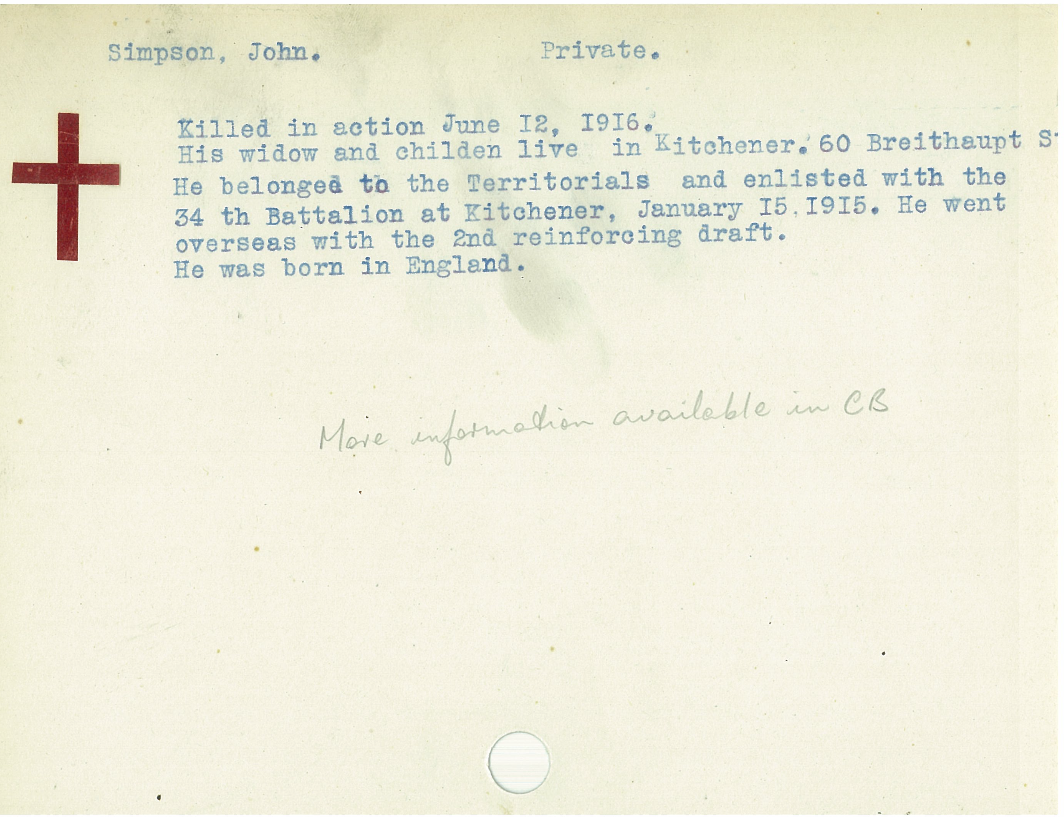 Simpson, John. Private.
Killed in action June I2, I9I6.
His widow and childen live in Kitchener. 60 Breithaupt S
He belonged to the Territorials and enlisted with the
34 th Battalion at Kitchener, January I5,I9I5. He went
overseas with the 2nd reinforcing draft.
He was born in England.
More information available in CB